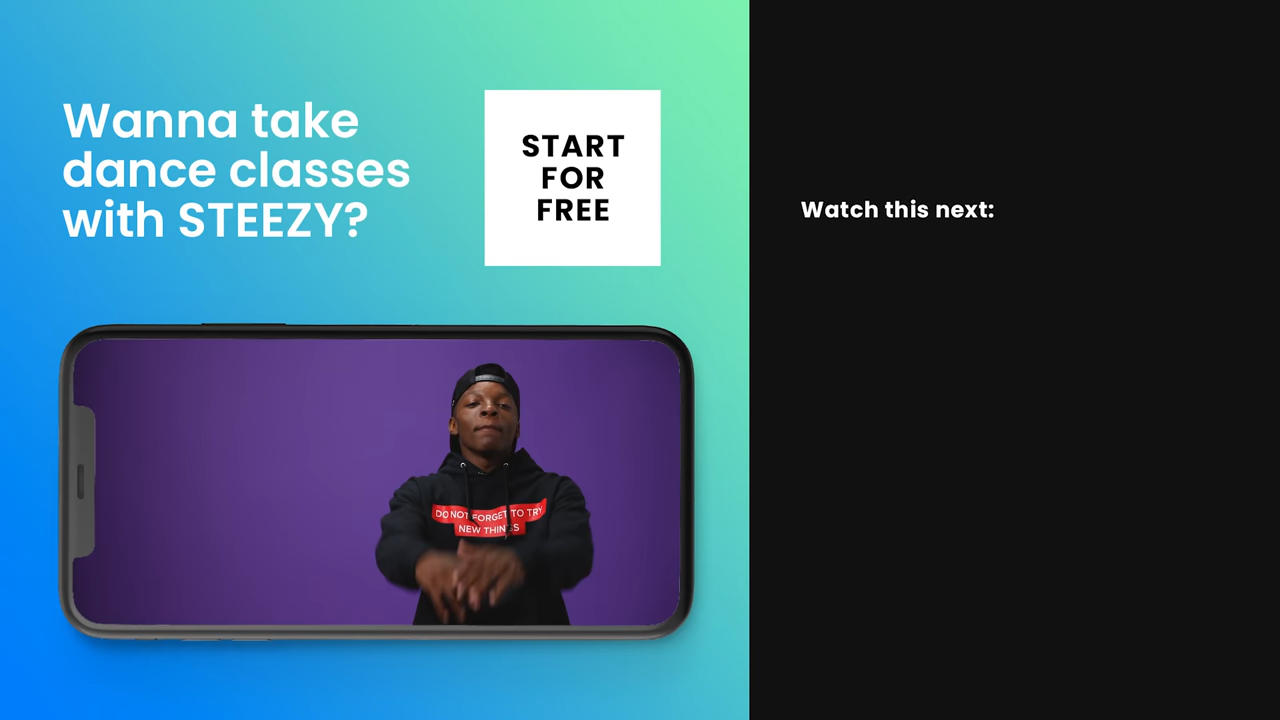 Wanna take
dance classes
with STEEZY?
START
FOR
FREE
Watch this next:
DO NOT FORGET TO TRY
NEW THINGS